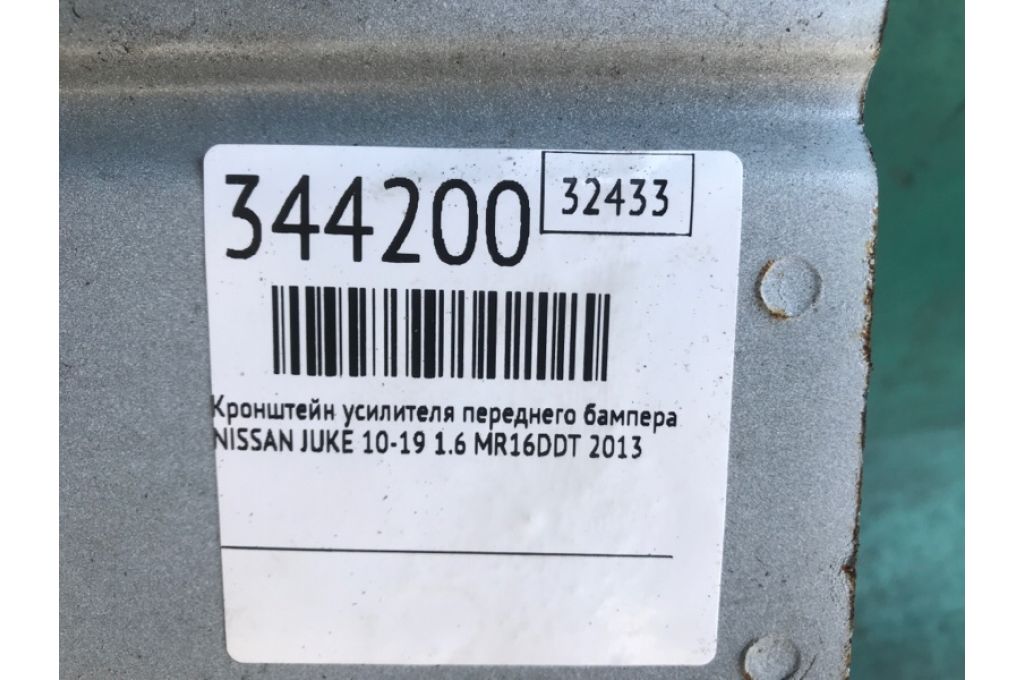 344200
32433
Кронштейн усилителя переднего бампера
NISSAN JUKE 10-19 1.6 MR16DDT 2013